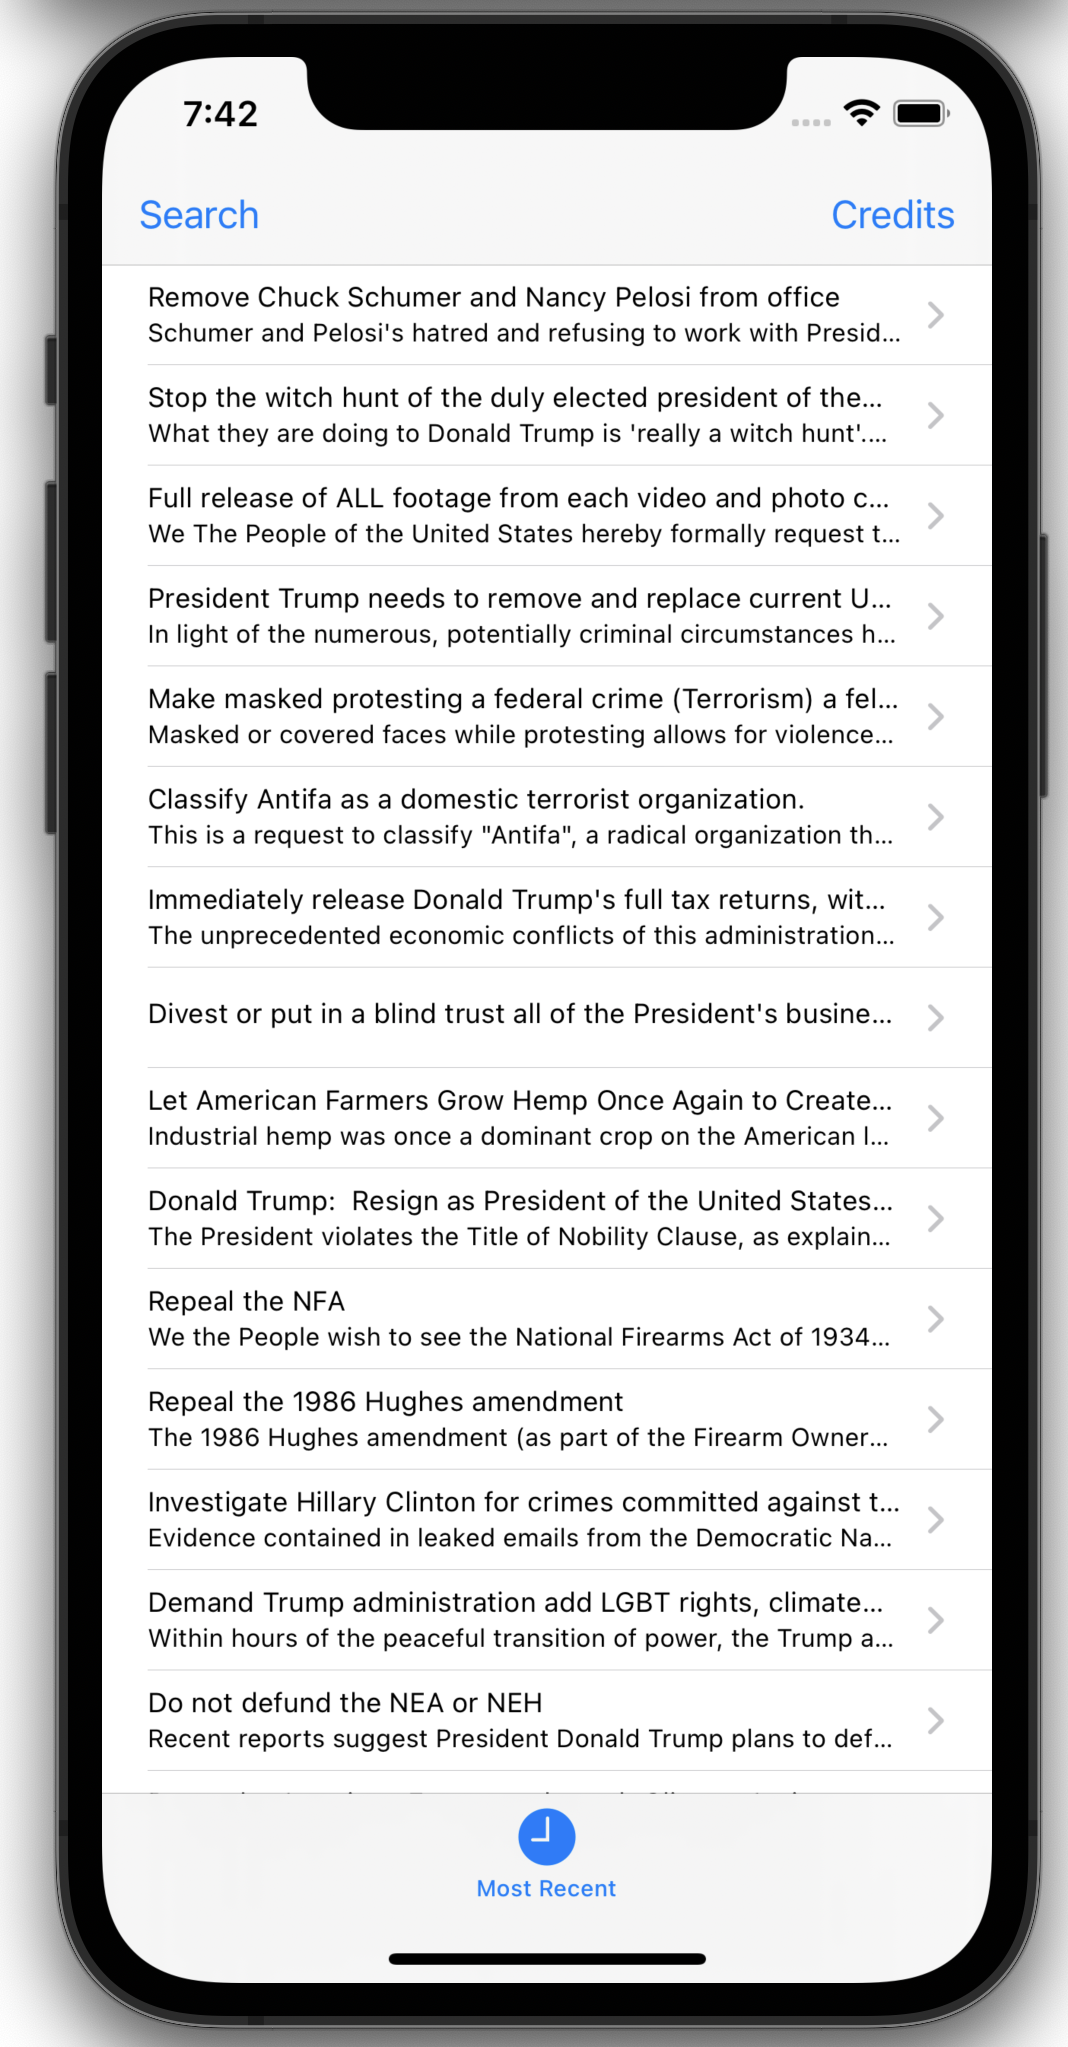 7:42
Search
Credits
Remove Chuck Schumer and Nancy Pelosi from office
Schumer and Pelosi's hatred and refusing to work with Presid...
Stop the witch hunt of the duly elected president of the...
What they are doing to Donald Trump is 'really a witch hunt'....
Full release of ALL footage from each video and photo c...
We The People of the United States hereby formally request t...
President Trump needs to remove and replace current U...
In light of the numerous, potentially criminal circumstances h...
Make masked protesting a federal crime (Terrorism) a fel...
Masked or covered faces while protesting allows for violence...
Classify Antifa as a domestic terrorist organization.
This is a request to classify "Antifa", a radical organization th...
Immediately release Donald Trump's full tax returns, wit...
The unprecedented economic conflicts of this administration...
Divest or put in a blind trust all of the President's busine...
Let American Farmers Grow Hemp Once Again to Create...
Industrial hemp was once a dominant crop on the American l...
Donald Trump:  Resign as President of the United States...
The President violates the Title of Nobility Clause, as explain...
Repeal the NFA
We the People wish to see the National Firearms Act of 1934...
Repeal the 1986 Hughes amendment
The 1986 Hughes amendment (as part of the Firearm Owner...
Investigate Hillary Clinton for crimes committed against t...
Evidence contained in leaked emails from the Democratic Na...
Demand Trump administration add LGBT rights, climate...
Within hours of the peaceful transition of power, the Trump a...
Do not defund the NEA or NEH
Recent reports suggest President Donald Trump plans to def...
Most Recent